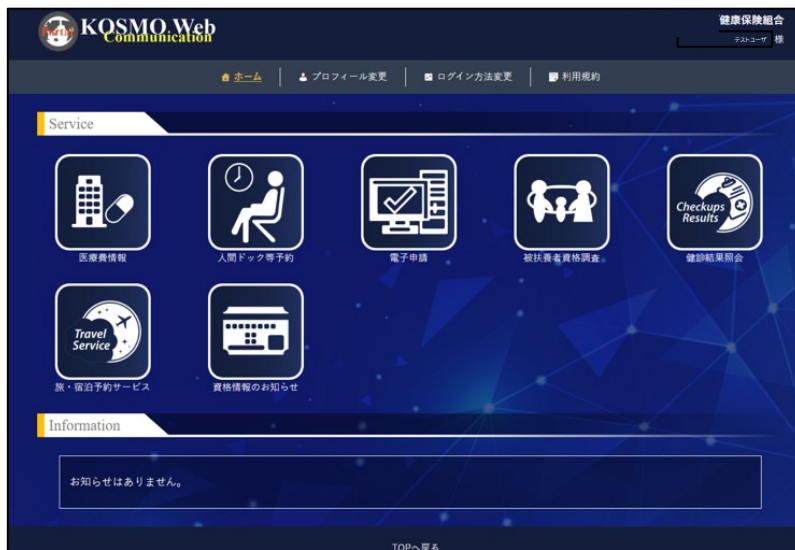 Portal
KOSMO Web
Communication
健康保険組合
テストユーザ 様
ホーム
プロフィール変更
ログイン方法変更
利用規約
Service
医療費情報
人間ドック等予約
電子申請
被扶養者資格調査
Checkups
Results
健診結果照会
Travel
Service
旅・宿泊予約サービス
資格情報のお知らせ
Information
お知らせはありません。
TOPへ戻る